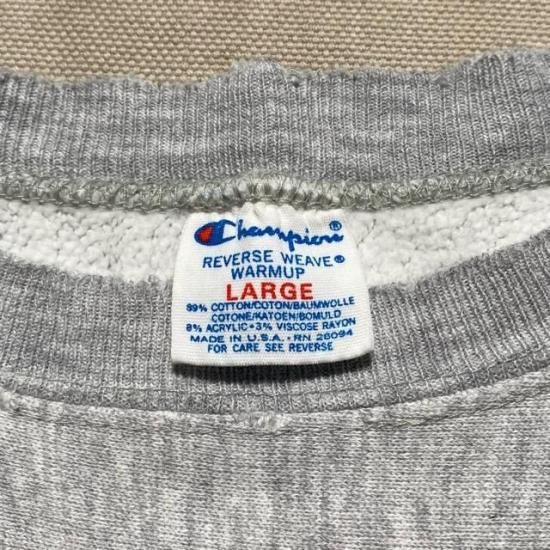 Champion®
REVERSE WEAVE®
WARMUP
LARGE
89% COTTON/COTON/BAUMWOLLE
COTONE/KATOEN/BOMULD
8% ACRYLIC•3% VISCOSE RAYON
MADE IN U.S.A. • RN 26094
FOR CARE SEE REVERSE